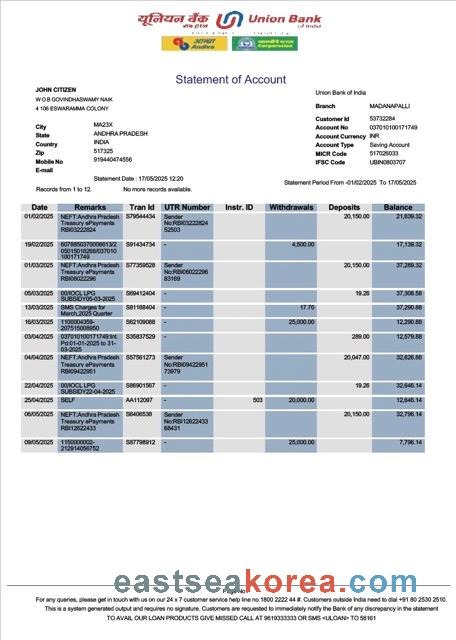 यूनियन बैंक Union Bank
of India
Andhra
Corporation
Statement of Account
JOHN CITIZEN
W O B GOVINDHASWAMY NAIK
4 106 ESWARAMMA COLONY
City MA23X
State ANDHRA PRADESH
Country INDIA
Zip 517325
Mobile No 919440474556
E-mail
Union Bank of India
Branch MADANAPALLI
Customer Id 53732284
Account No 037010100171749
Account Currency INR
Account Type Saving Account
MICR Code 517026033
IFSC Code UBIN0803707
Statement Date : 17/05/2025 12:20
Statement Period From -01/02/2025 To 17/05/2025
Records from 1 to 12. No more records available.
Date Remarks Tran Id UTR Number Instr. ID Withdrawals Deposits Balance
01/02/2025 NEFT:Andhra Pradesh S79544434 Sender 20,150.00 21,639.32
Treasury ePayments No:RBI03222824
RBI03222824 52503
19/02/2025 6078850370006613/2 S91434734 - 4,500.00 17,139.32
05015018268/037010
100171749
01/03/2025 NEFT:Andhra Pradesh S77359528 Sender 20,150.00 37,289.32
Treasury ePayments No:RBI06022296
RBI06022296 83169
05/03/2025 00/IOCL LPG S69412404 - 19.26 37,308.58
SUBSIDY05-03-2025
13/03/2025 SMS Charges for S81188404 - 17.70 37,290.88
March,2025 Quarter
16/03/2025 1100004359- S62109088 - 25,000.00 12,290.88
207515008950
03/04/2025 037010100171749:Int. S35837529 - 289.00 12,579.88
Pd:01-01-2025 to 31-
03-2025
04/04/2025 NEFT:Andhra Pradesh S57561273 Sender 20,047.00 32,626.88
Treasury ePayments No:RBI09422951
RBI09422951 73979
22/04/2025 00/IOCL LPG S86901567 - 19.26 32,646.14
SUBSIDY22-04-2025
25/04/2025 SELF AA112097 - 503 20,000.00 12,646.14
06/05/2025 NEFT:Andhra Pradesh S6406538 Sender 20,150.00 32,796.14
Treasury ePayments No:RBI12622433
RBI12622433 68431
09/05/2025 1150000002- S87798912 - 25,000.00 7,796.14
212914056752
Page No
eastseakorea.com
For any queries, please get in touch with us on our 24 x 7 customer service help line no.1800 2222 44 #. Customers outside India need to dial +91 80 2530 2510.
This is a system generated output and requires no signature. Customers are requested to immediately notify the Bank of any discrepancy in the statement
TO AVAIL OUR LOAN PRODUCTS GIVE MISSED CALL AT 9619333333 OR SMS <ULOAN> TO 56161